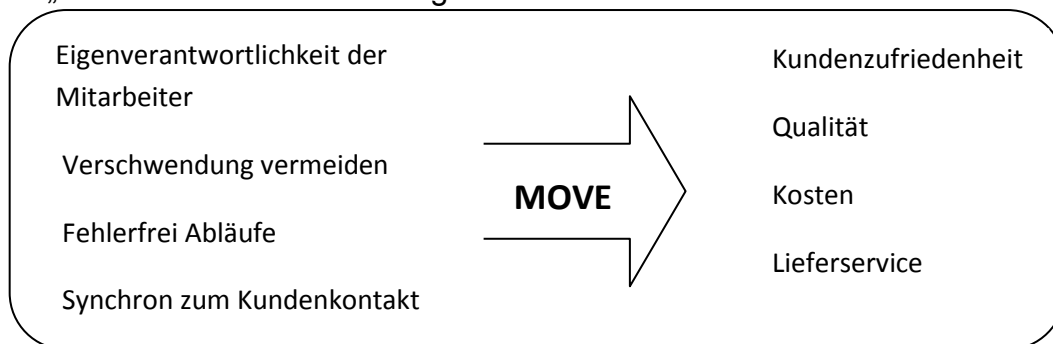 Eigenverantwortlichkeit der
Mitarbeiter
Verschwendung vermeiden
Fehlerfrei Abläufe
Synchron zum Kundenkontakt
MOVE
Kundenzufriedenheit
Qualität
Kosten
Lieferservice